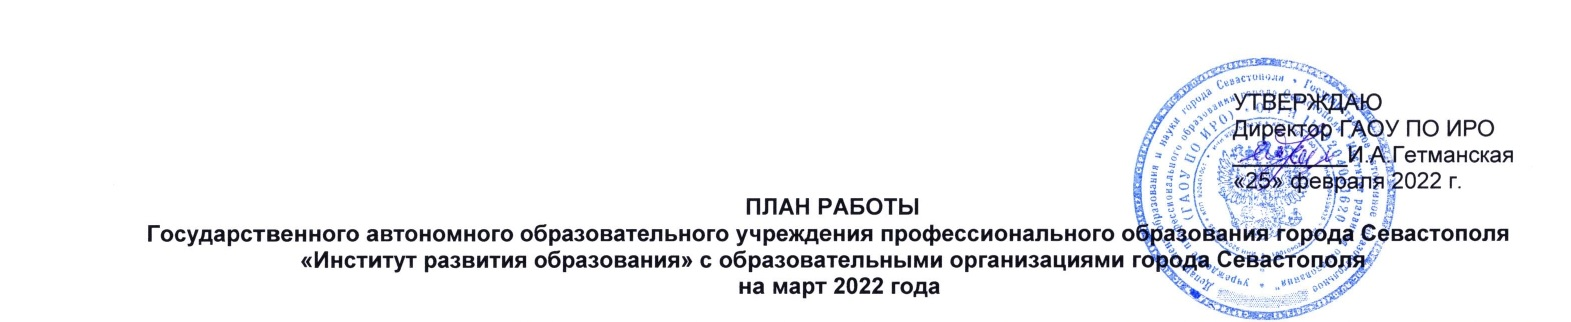 УТВЕРЖДАЮ
Директор ГАОУ ПО ИРО
И.А.Гетманская
«25» февраля 2022 г.
ПЛАН РАБОТЫ
Государственного автономного образовательного учреждения профессионального образования города Севастополя
«Институт развития образования» с образовательными организациями города Севастополя
на март 2022 года